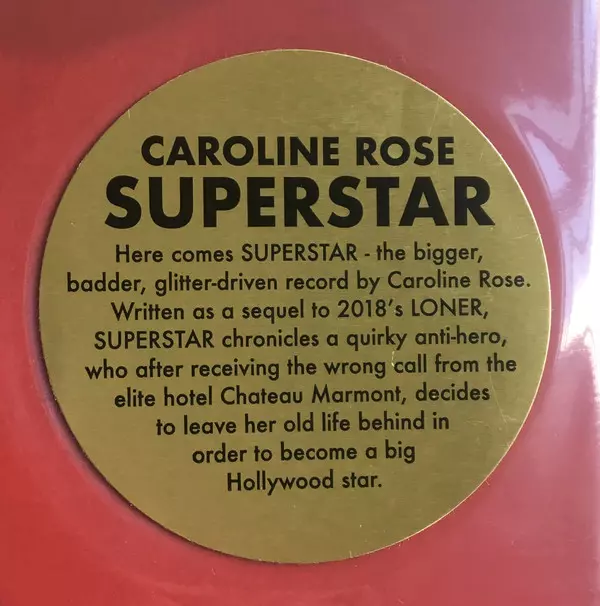 CAROLINE ROSE
SUPERSTAR
Here comes SUPERSTAR - the bigger,
badder, glitter-driven record by Caroline Rose.
Written as a sequel to 2018's LONER,
SUPERSTAR chronicles a quirky anti-hero,
who after receiving the wrong call from the
elite hotel Chateau Marmont, decides
to leave her old life behind in
order to become a big
Hollywood star.